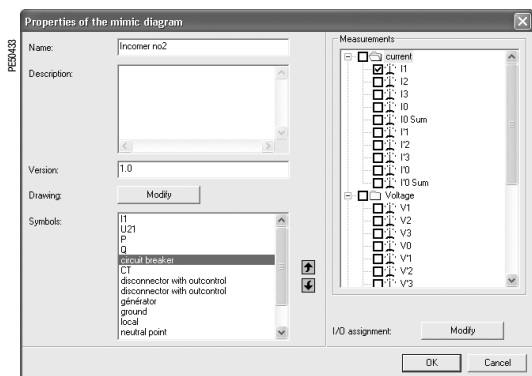 Properties of the mimic diagram
PE50433
Name:
Incomer no2
Description:
Version:
1.0
Drawing:
Modify
Symbols:
I1
U21
P
Q
circuit breaker
CT
disconnector with outcontrol
disconnector with outcontrol
générator
ground
local
neutral point
Measurements
current
I1
I2
I3
I0
I0 Sum
I'1
I'2
I'3
I'0
I'0 Sum
Voltage
V1
V2
V3
V0
V'1
V'2
V'3
I/O assignment:
Modify
OK
Cancel